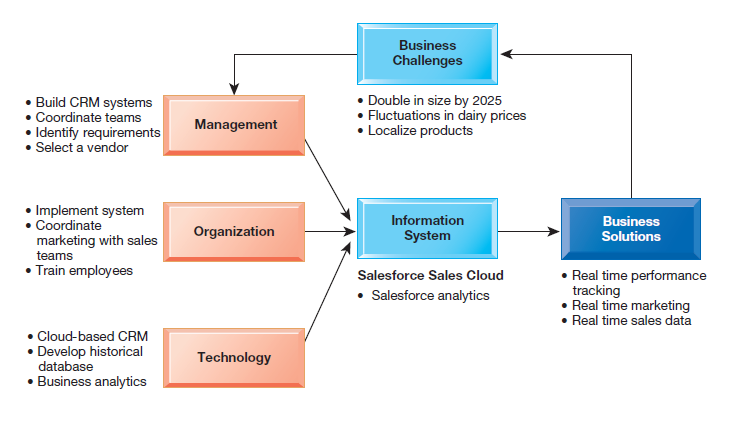 Business
Challenges
• Double in size by 2025
• Fluctuations in dairy prices
• Localize products
• Build CRM systems
• Coordinate teams
• Identify requirements
• Select a vendor
Management
• Implement system
• Coordinate
marketing with sales
teams
• Train employees
Organization
Information
System
Salesforce Sales Cloud
• Salesforce analytics
Business
Solutions
• Real time performance
tracking
• Real time marketing
• Real time sales data
• Cloud-based CRM
• Develop historical
database
• Business analytics
Technology